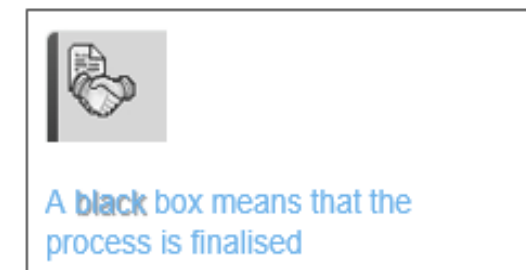 A black box means that the
process is finalised